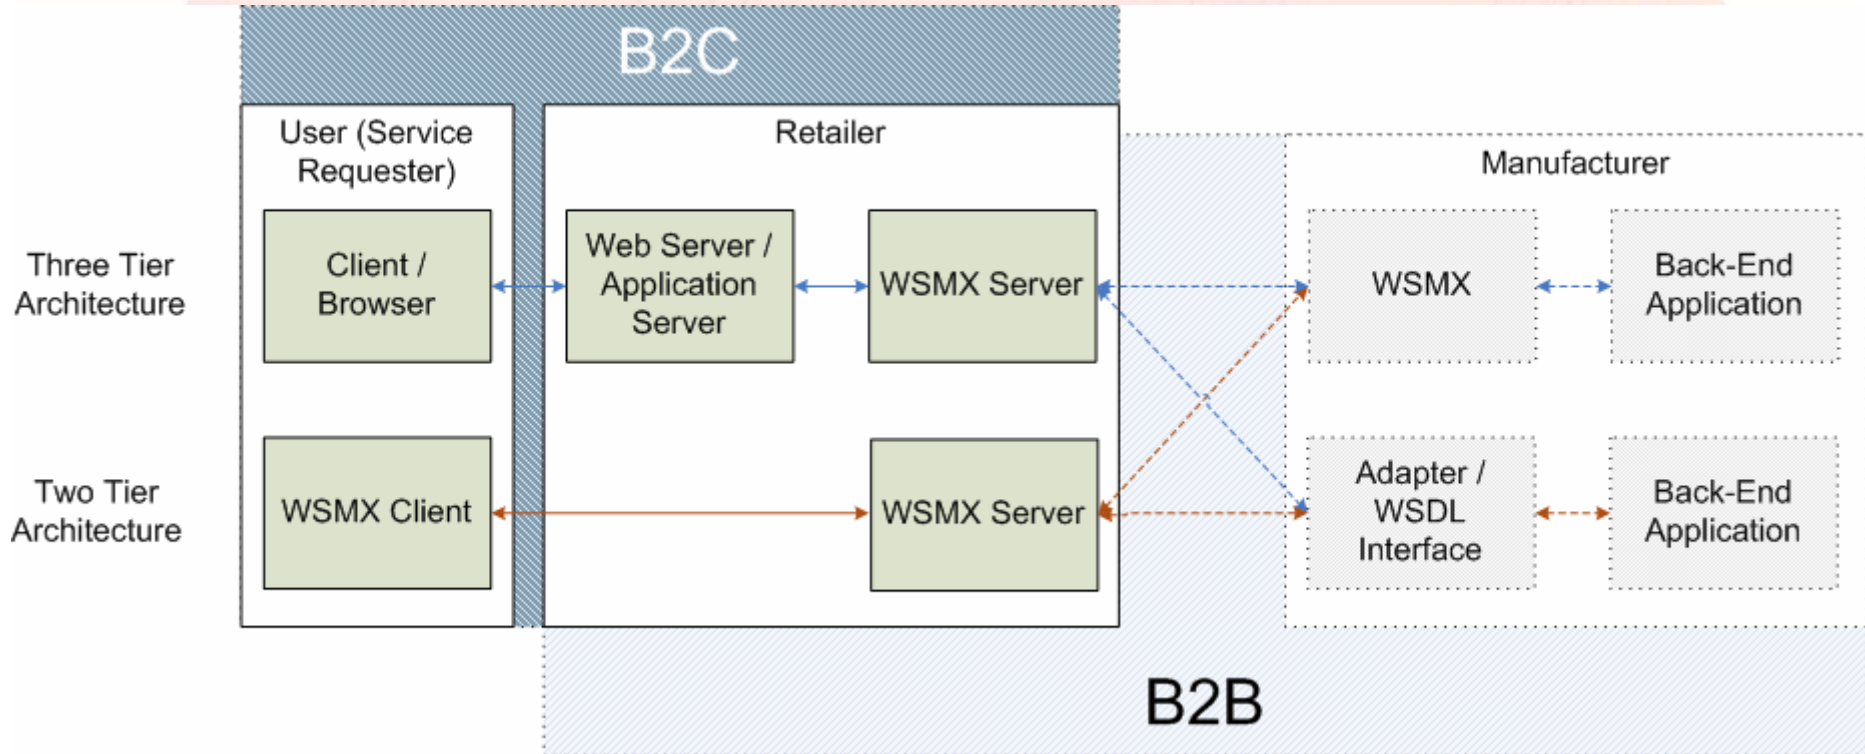 B2C
User (Service
Requester)
Retailer
Manufacturer
Three Tier
Architecture
Client /
Browser
Web Server /
Application
Server
WSMX Server
WSMX
Back-End
Application
Two Tier
Architecture
WSMX Client
WSMX Server
Adapter /
WSDL
Interface
Back-End
Application
B2B